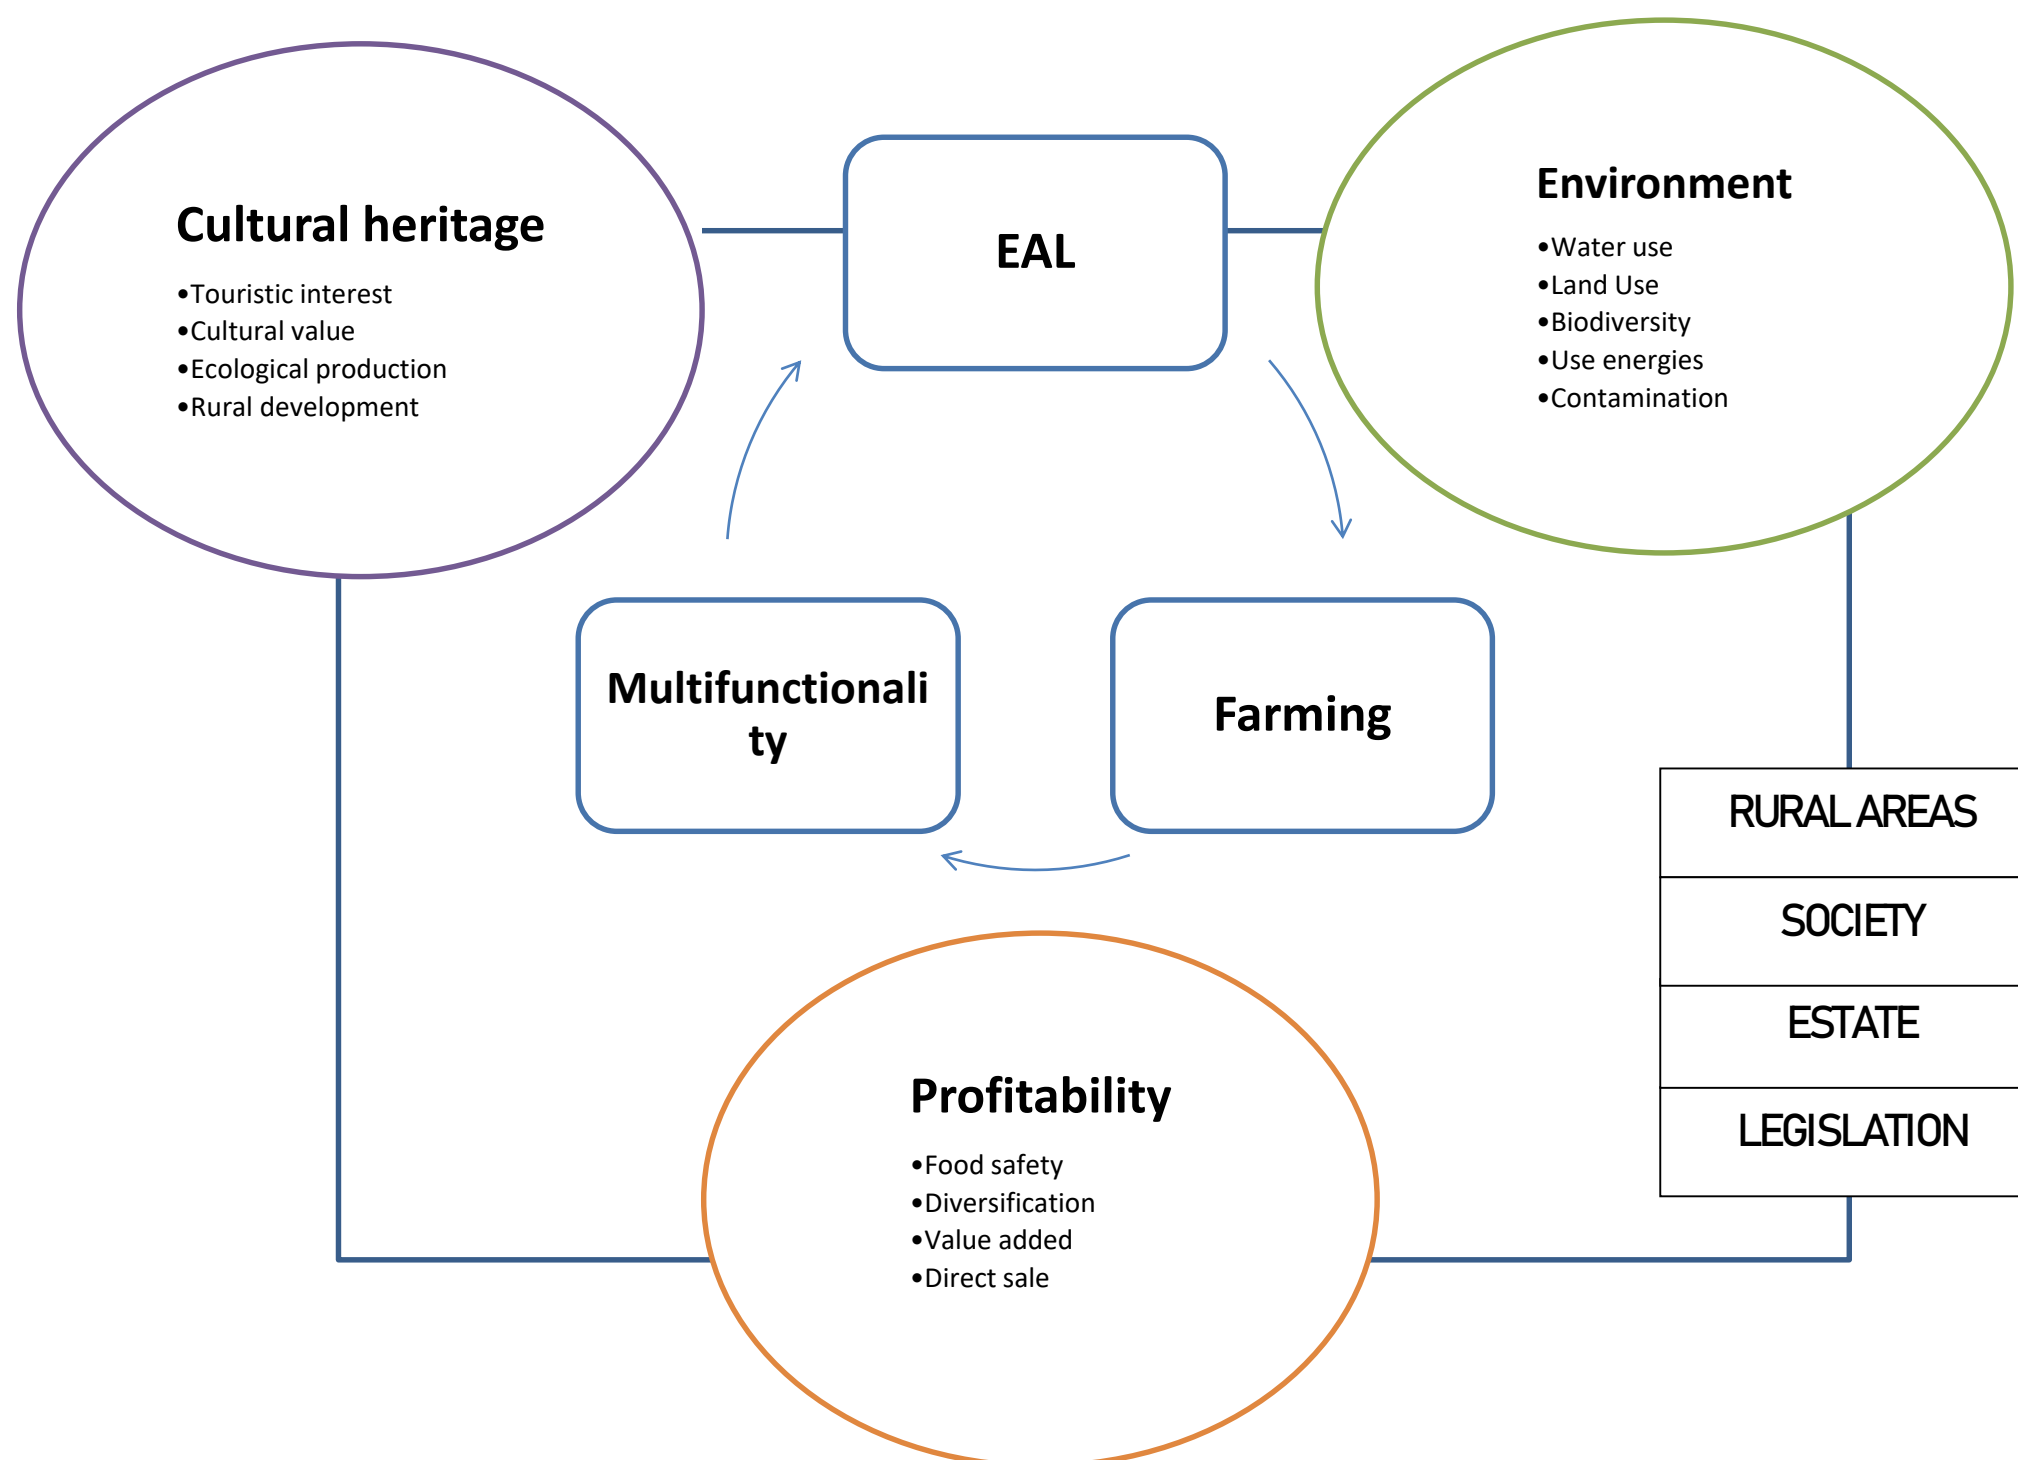 Cultural heritage
•Touristic interest
•Cultural value
•Ecological production
•Rural development
EAL
Environment
•Water use
•Land Use
•Biodiversity
•Use energies
•Contamination
Multifunctionali
ty
Farming
RURAL AREAS
SOCIETY
ESTATE
LEGISLATION
Profitability
•Food safety
•Diversification
•Value added
•Direct sale